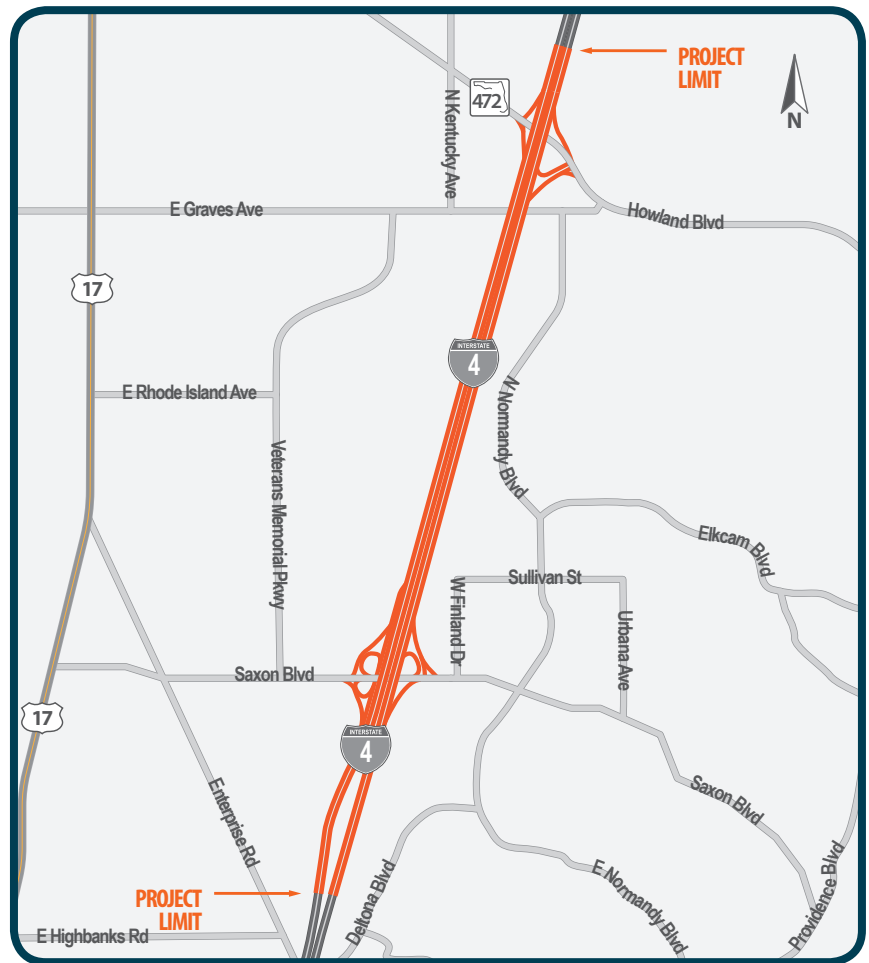 PROJECT
LIMIT
472
N
N Kentucky Ave
E Graves Ave
Howland Blvd
17
INTERSTATE
4
E Rhode Island Ave
N Normandy Blvd
Veterans Memorial Pkwy
Elkcam Blvd
Sullivan St
W Finland Dr
Urbana Ave
Saxon Blvd
17
INTERSTATE
4
Enterprise Rd
Saxon Blvd
Deltona Blvd
E Normandy Blvd
Providence Blvd
PROJECT
LIMIT
E Highbanks Rd